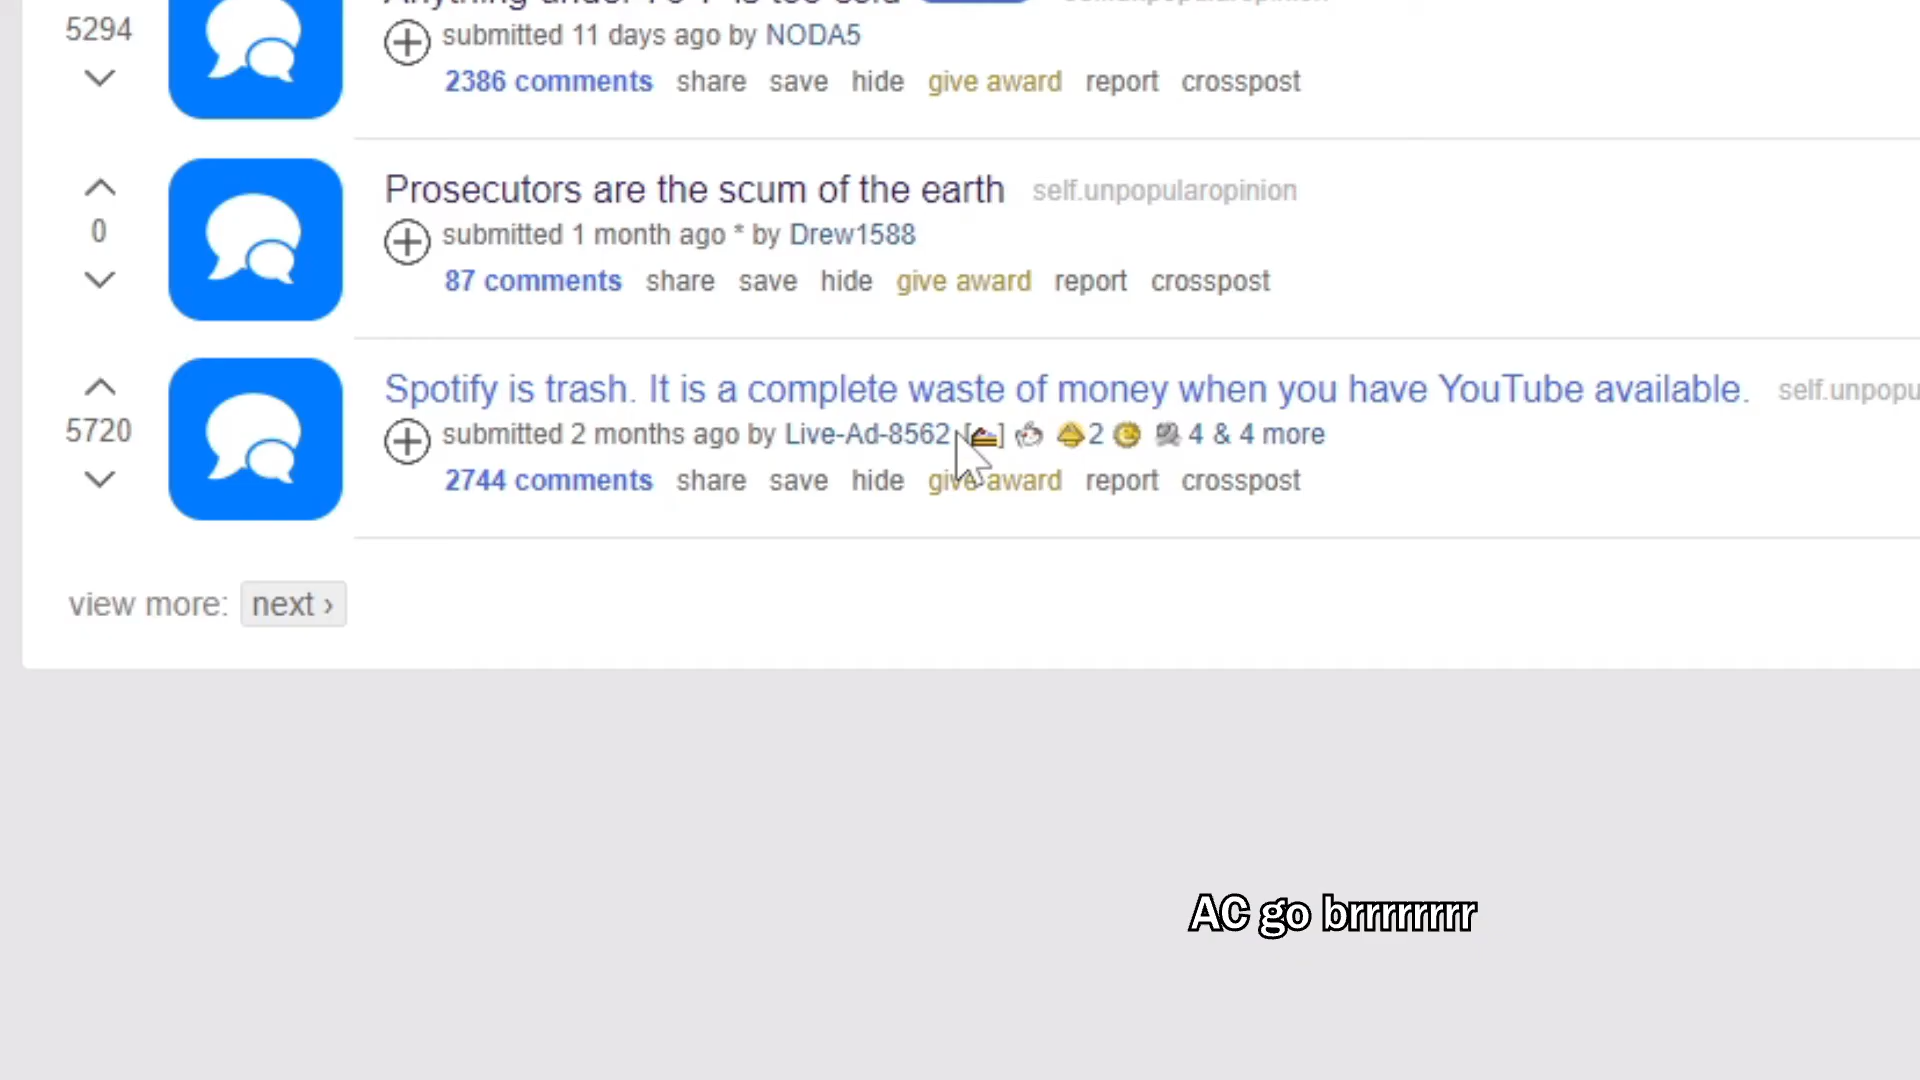 5294
submitted 11 days ago by NODA5
2386 comments share save hide give award report crosspost
Prosecutors are the scum of the earth self.unpopularopinion
0
submitted 1 month ago * by Drew1588
87 comments share save hide give award report crosspost
Spotify is trash. It is a complete waste of money when you have YouTube available. self.unpopu
5720
submitted 2 months ago by Live-Ad-8562 [🍰] 2 4 & 4 more
2744 comments share save hide give award report crosspost
view more: next ›
AC go brrrrrrrr